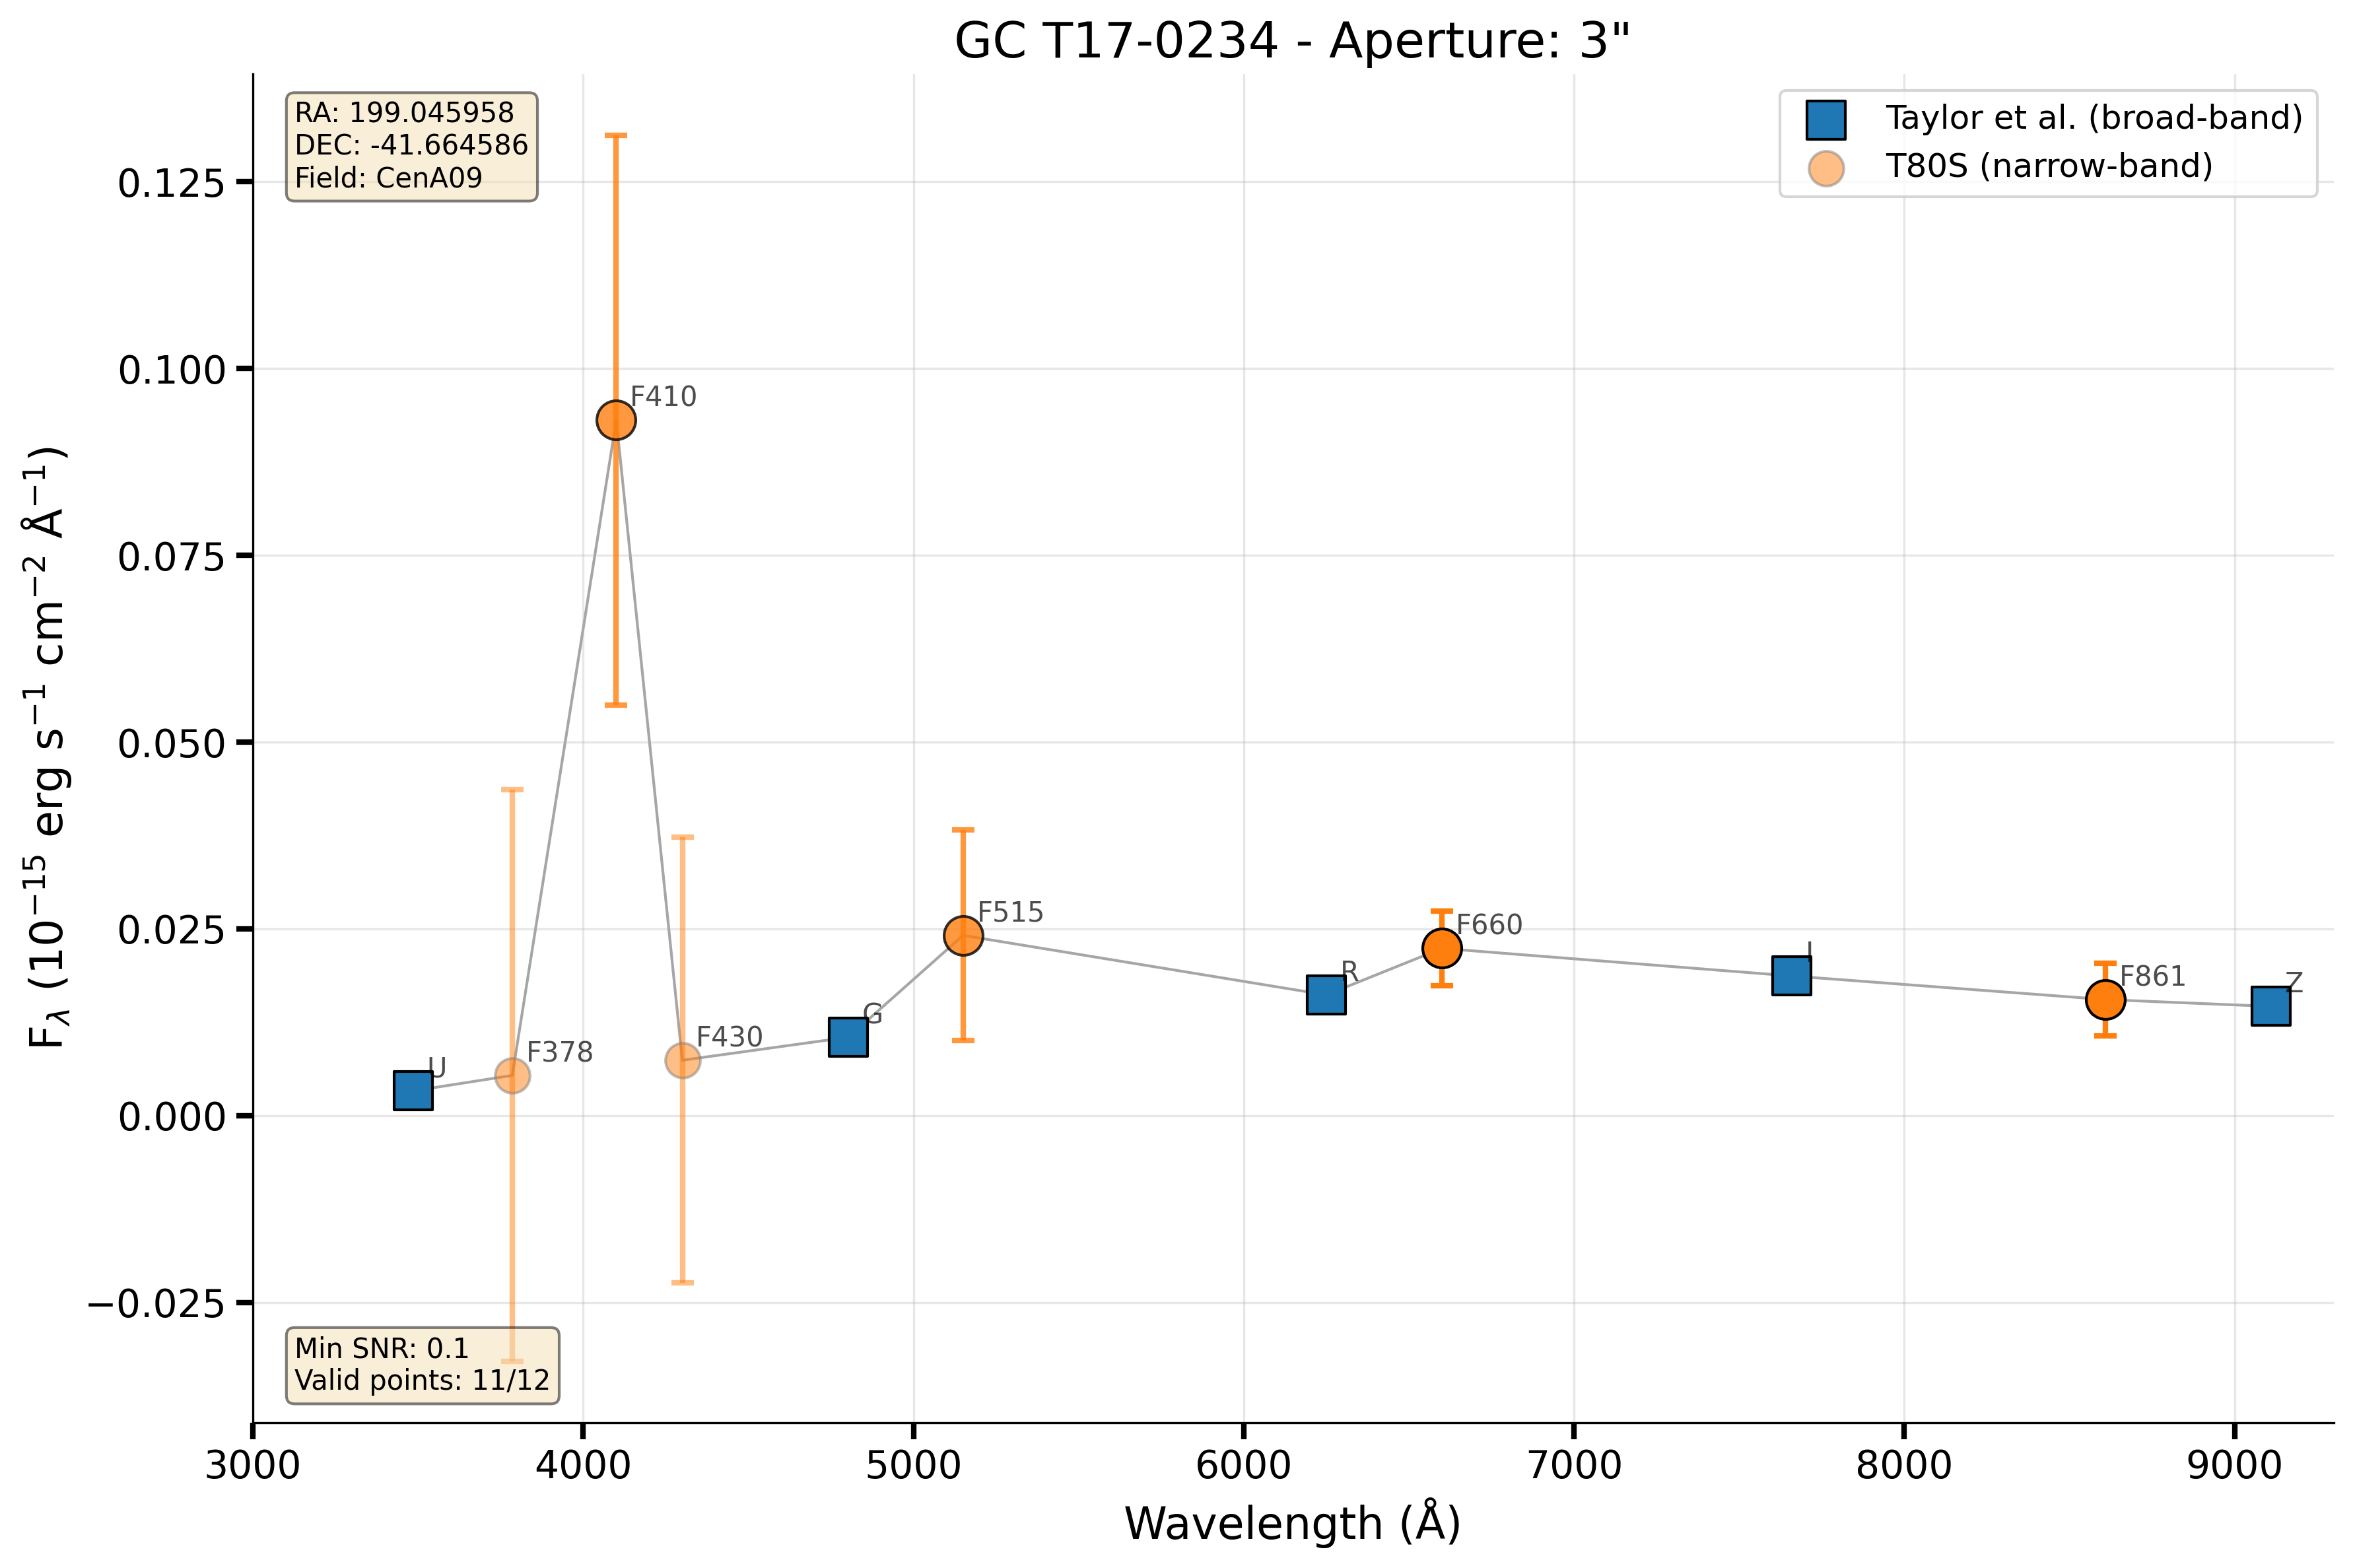 GC T17-0234 - Aperture: 3"
RA: 199.045958
DEC: -41.664586
Field: CenA09
Taylor et al. (broad-band)
T80S (narrow-band)
F_λ (10⁻¹⁵ erg s⁻¹ cm⁻² Å⁻¹)
0.125
0.100
0.075
0.050
0.025
0.000
−0.025
U
F378
F410
F430
G
F515
R
F660
I
F861
Z
Min SNR: 0.1
Valid points: 11/12
3000 4000 5000 6000 7000 8000 9000
Wavelength (Å)